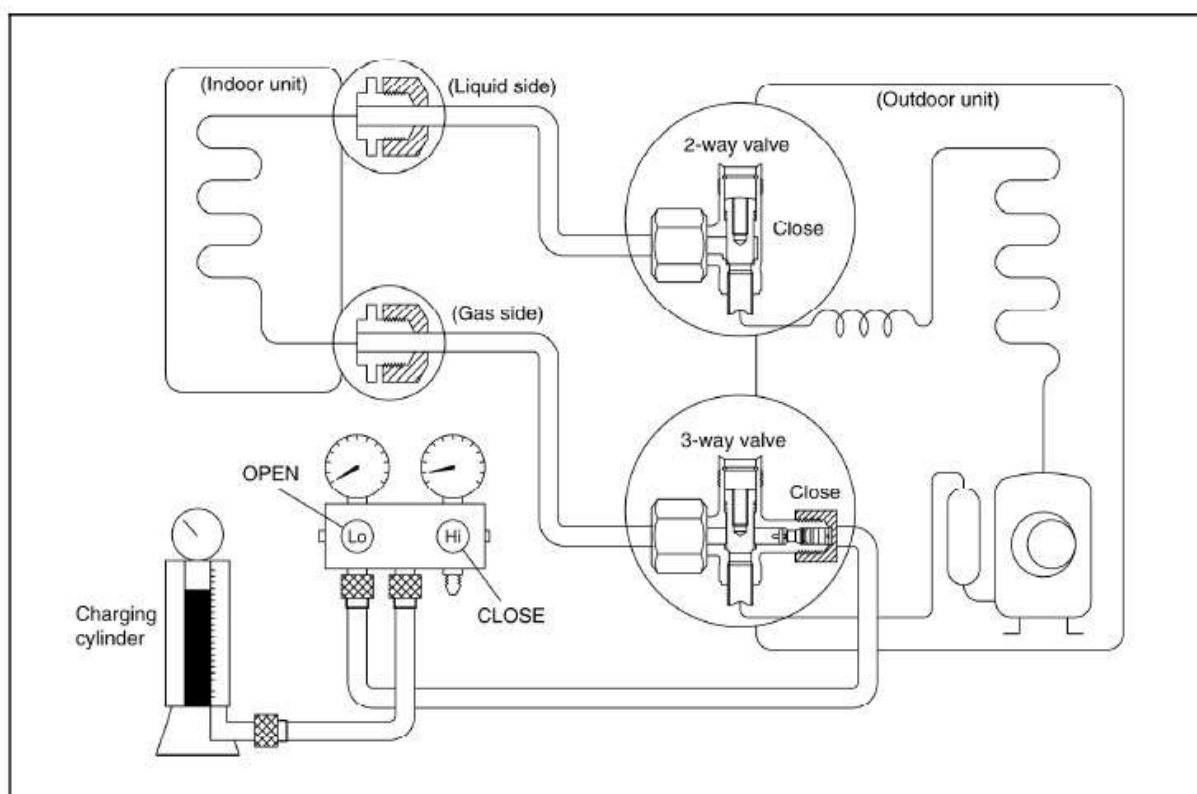 (Indoor unit)
(Liquid side)
(Outdoor unit)
2-way valve
Close
(Gas side)
3-way valve
Close
OPEN
Lo
Hi
CLOSE
Charging
cylinder